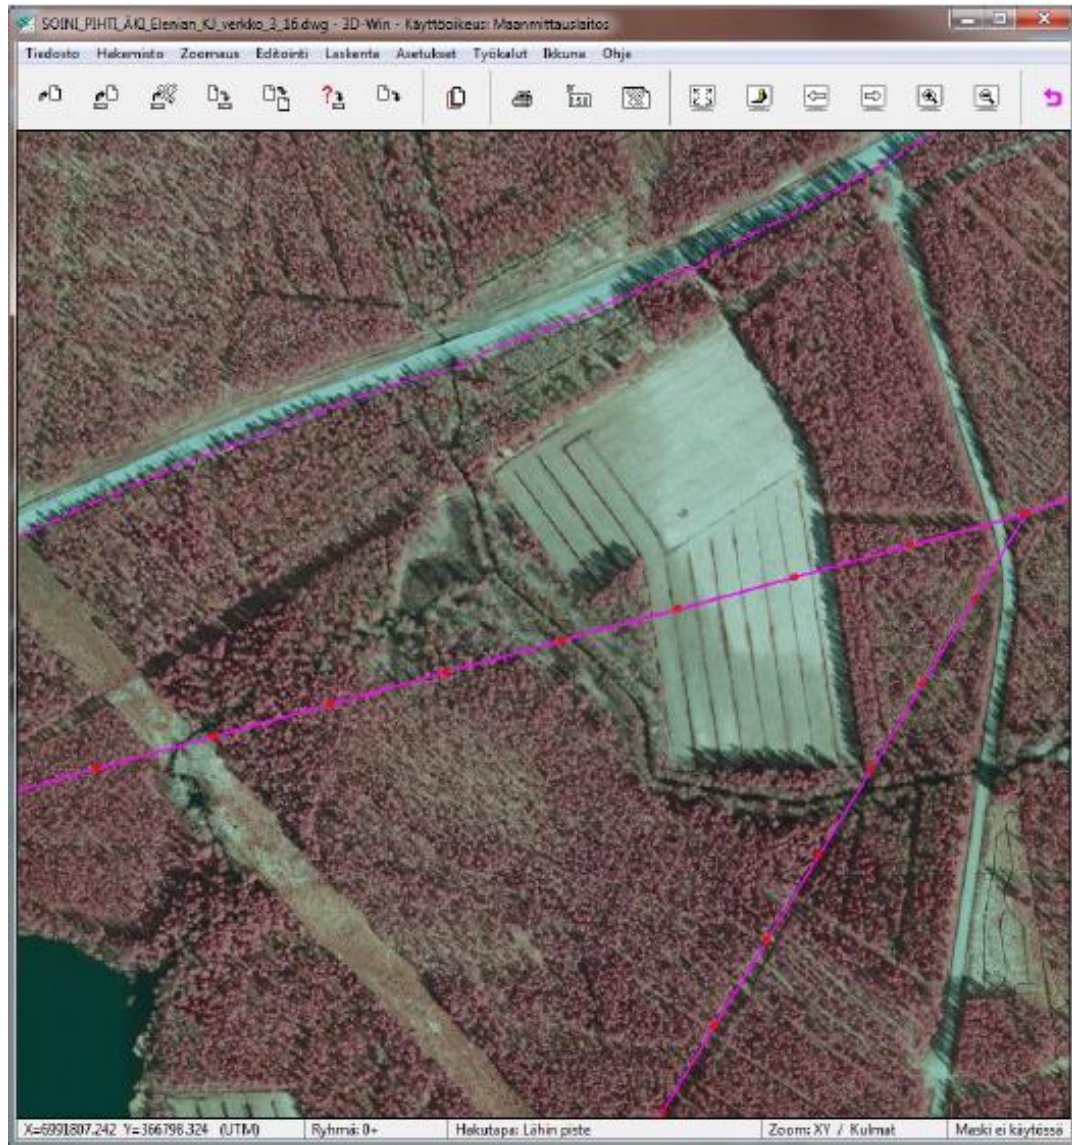 SOINI_PIHTI_ÄKI_Elenian_KJ_verkko_3_16.dwg - 3D-Win - Käyttöoikeus: Maanmittauslaitos
Tiedosto Hakemisto Zoomaus Editointi Laskenta Asetukset Työkalut Ikkuna Ohje
X=6991807.242 Y=366798.324 (UTM) Ryhmä: 0+ Hakutapa: Lähin piste Zoom: XY / Kulmat Maski ei käytössä